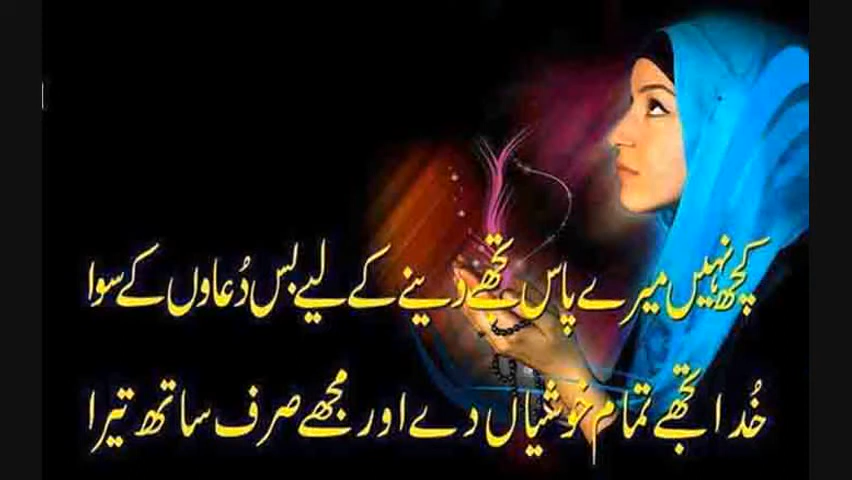 کچھ نہیں میرے پاس تجھے دینے کے لیے بس دُعاوں کے سوا
خُدا تجھے تمام خوشیاں دے اور مجھے صرف ساتھ تیرا